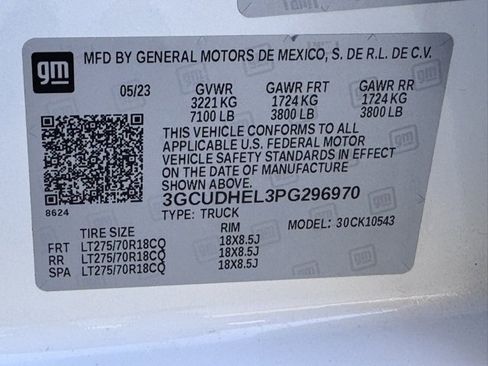 gm
MFD BY GENERAL MOTORS DE MEXICO, S. DE R.L. DE C.V.
05/23 GVWR GAWR FRT GAWR RR
3221 KG 1724 KG 1724 KG
7100 LB 3800 LB 3800 LB
THIS VEHICLE CONFORMS TO ALL
APPLICABLE U.S. FEDERAL MOTOR
VEHICLE SAFETY STANDARDS IN EFFECT
ON THE DATE OF MANUFACTURE
SHOWN ABOVE.
8624
3GCUDHEL3PG296970
TYPE: TRUCK MODEL: 30CK10543
TIRE SIZE RIM
FRT LT275/70R18CQ 18X8.5J
RR LT275/70R18CQ 18X8.5J
SPA LT275/70R18CQ 18X8.5J